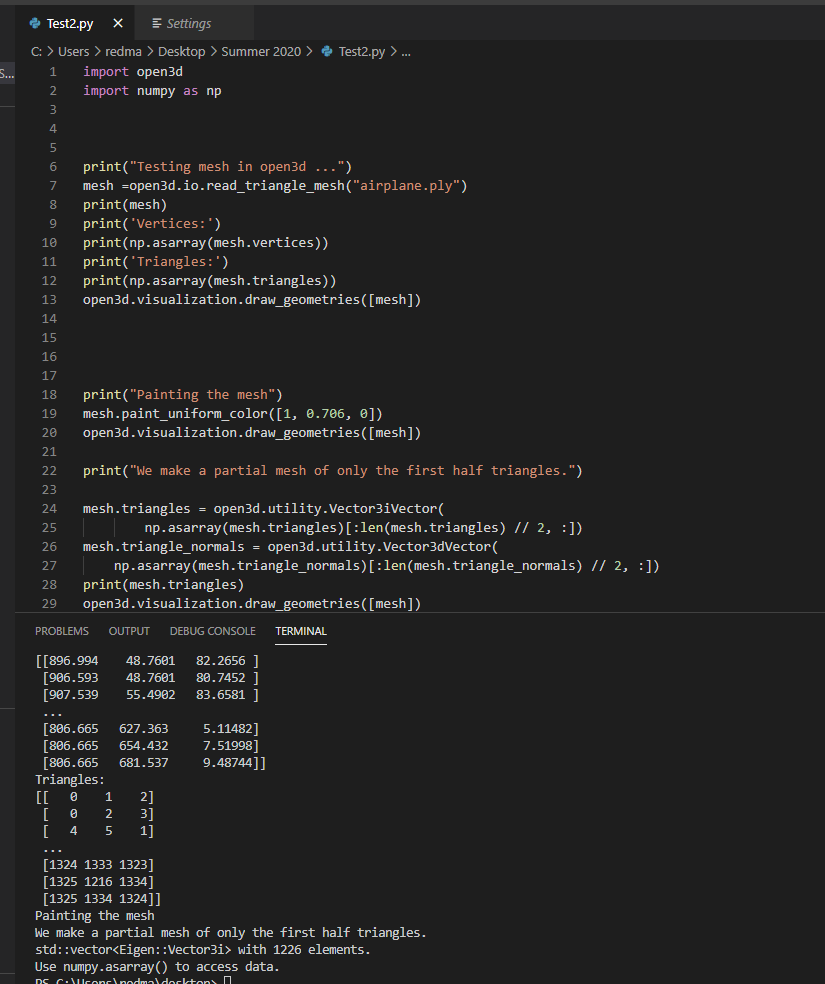 Test2.py × Settings
S...
C: > Users > redma > Desktop > Summer 2020 > Test2.py > ...
1 import open3d
2 import numpy as np
3
4
5
6 print("Testing mesh in open3d ...")
7 mesh =open3d.io.read_triangle_mesh("airplane.ply")
8 print(mesh)
9 print('Vertices:')
10 print(np.asarray(mesh.vertices))
11 print('Triangles:')
12 print(np.asarray(mesh.triangles))
13 open3d.visualization.draw_geometries([mesh])
14
15
16
17
18 print("Painting the mesh")
19 mesh.paint_uniform_color([1, 0.706, 0])
20 open3d.visualization.draw_geometries([mesh])
21
22 print("We make a partial mesh of only the first half triangles.")
23
24 mesh.triangles = open3d.utility.Vector3iVector(
25 np.asarray(mesh.triangles)[:len(mesh.triangles) // 2, :])
26 mesh.triangle_normals = open3d.utility.Vector3dVector(
27 np.asarray(mesh.triangle_normals)[:len(mesh.triangle_normals) // 2, :])
28 print(mesh.triangles)
29 open3d.visualization.draw_geometries([mesh])
PROBLEMS OUTPUT DEBUG CONSOLE TERMINAL
[[896.994 48.7601 82.2656 ]
[906.593 48.7601 80.7452 ]
[907.539 55.4902 83.6581 ]
...
[806.665 627.363 5.11482]
[806.665 654.432 7.51998]
[806.665 681.537 9.48744]]
Triangles:
[[ 0 1 2]
[ 0 2 3]
[ 4 5 1]
...
[1324 1333 1323]
[1325 1216 1334]
[1325 1334 1324]]
Painting the mesh
We make a partial mesh of only the first half triangles.
std::vector<Eigen::Vector3i> with 1226 elements.
Use numpy.asarray() to access data.
PS C:\Users\redma\desktop>